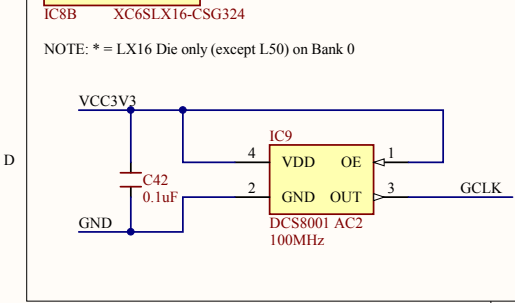 IC8B XC6SLX16-CSG324
NOTE: * = LX16 Die only (except L50) on Bank 0
VCC3V3
IC9
D
4 VDD OE 1
C42
0.1uF
2 GND OUT 3 GCLK
GND
DCS8001 AC2
100MHz